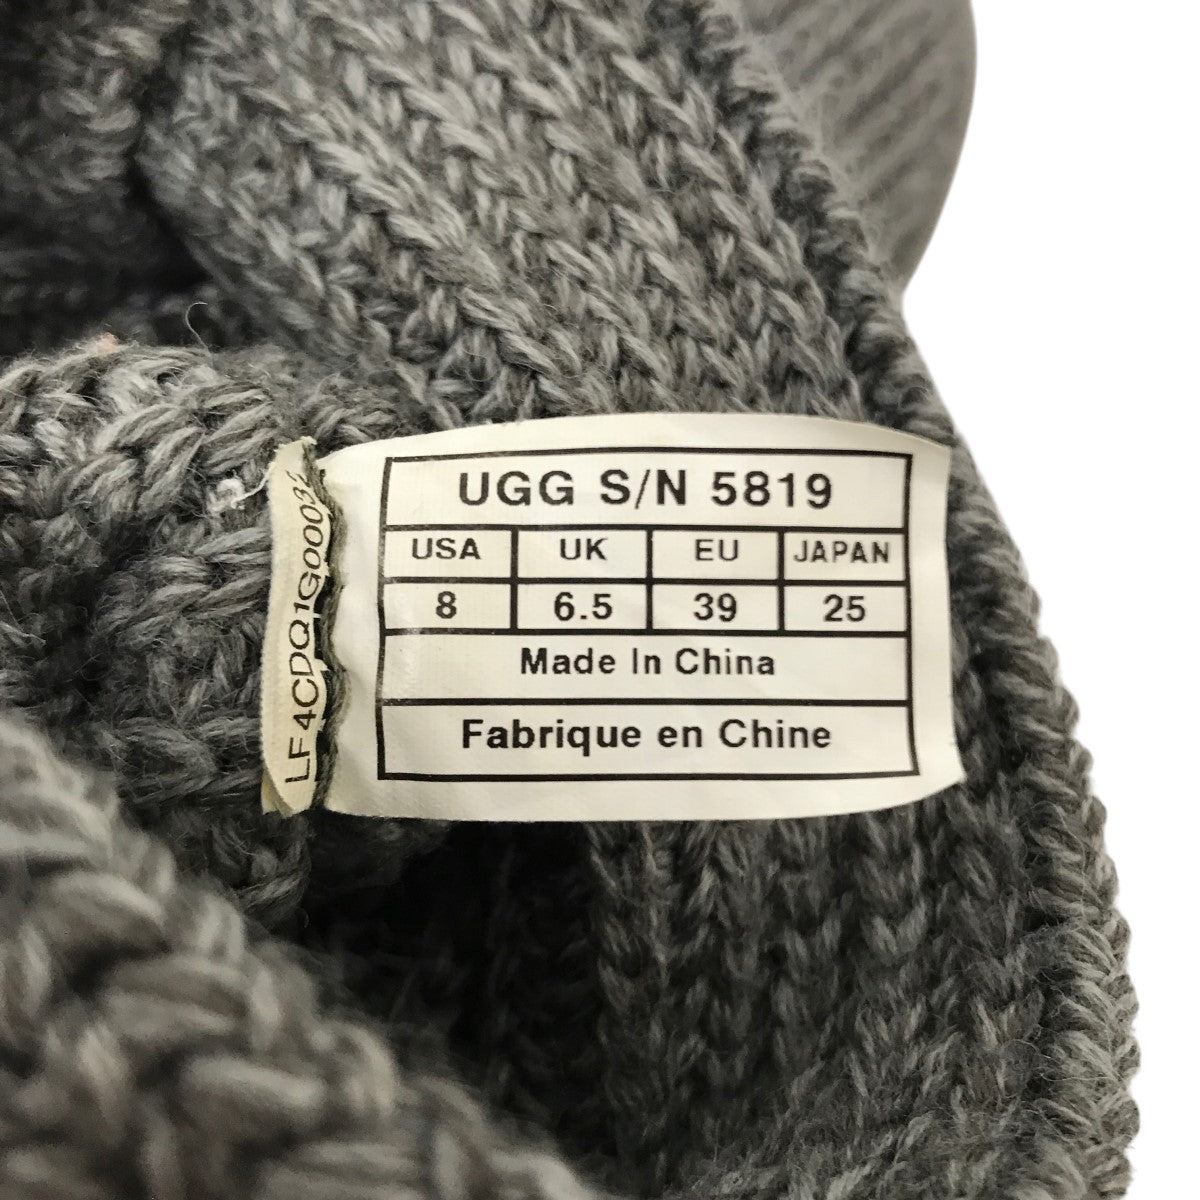 UGG S/N 5819
USA UK EU JAPAN
8 6.5 39 25
Made In China
Fabrique en Chine